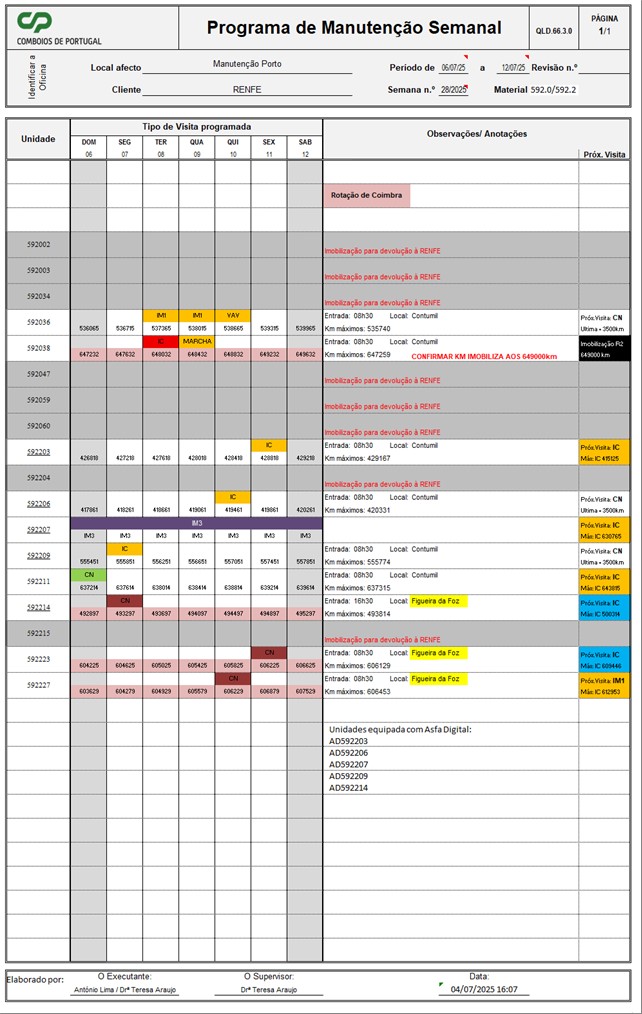 CP
COMBOIOS DE PORTUGAL
Programa de Manutenção Semanal
QLD.66.3.0
PÁGINA
1/1
Identificar a Oficina
Local afecto Manutenção Porto
Período de 06/07/25 a 12/07/25 Revisão n.º
Cliente RENFE
Semana n.º 28/2025 Material 592.0/592.2
Unidade
Tipo de Visita programada
Observações/ Anotações
Próx. Visita
DOM SEG TER QUA QUI SEX SAB
06 07 08 09 10 11 12
Rotação de Coimbra
592002
Imobilização para devolução à RENFE
592003
Imobilização para devolução à RENFE
592034
Imobilização para devolução à RENFE
592036
IM1 IM1 VAY
Entrada: 08h30 Local: Contumil
Próx.Visita: CN
536065 536715 537365 538015 538665 539315 539965
Km máximos: 535740
Ultima + 3500km
592038
IC MARCHA
Entrada: 08h30 Local: Contumil
Imobilização R2
647232 647632 648032 648432 648832 649232 649632
Km máximos: 647259 CONFIRMAR KM IMOBILIZA AOS 649000km
649000 km
592047
Imobilização para devolução à RENFE
592059
Imobilização para devolução à RENFE
592060
Imobilização para devolução à RENFE
592203
IC
Entrada: 08h30 Local: Contumil
Próx.Visita: IC
426818 427218 427618 428018 428418 428818 429218
Km máximos: 429167
Máx: IC 415125
592204
Imobilização para devolução à RENFE
592206
IC
Entrada: 08h30 Local: Contumil
Próx.Visita: CN
417861 418261 418661 419061 419461 419861 420261
Km máximos: 420331
Ultima + 3500km
592207
IM3
Próx.Visita: IC
IM3 IM3 IM3 IM3 IM3 IM3 IM3
Máx: IC 630765
592209
IC
Entrada: 08h30 Local: Contumil
Próx.Visita: CN
555451 555851 556251 556651 557051 557451 557851
Km máximos: 555774
Ultima + 3500km
592211
CN
Entrada: 08h30 Local: Contumil
Próx.Visita: IC
637214 637614 638014 638414 638814 639214 639614
Km máximos: 637315
Máx: IC 643815
592214
CN
Entrada: 16h30 Local: Figueira da Foz
Próx.Visita: IC
492897 493297 493697 494097 494497 494897 495297
Km máximos: 493814
Máx: IC 500314
592215
Imobilização para devolução à RENFE
592223
CN
Entrada: 08h30 Local: Figueira da Foz
Próx.Visita: IC
604225 604625 605025 605425 605825 606225 606625
Km máximos: 606129
Máx: IC 609446
592227
CN
Entrada: 08h30 Local: Figueira da Foz
Próx.Visita: IM1
603629 604279 604929 605579 606229 606879 607529
Km máximos: 606453
Máx: IC 612953
Unidades equipada com Asfa Digital:
AD592203
AD592206
AD592207
AD592209
AD592214
Elaborado por:
O Executante: O Supervisor: Data:
António Lima / Drª Teresa Araujo Drª Teresa Araujo 04/07/2025 16:07